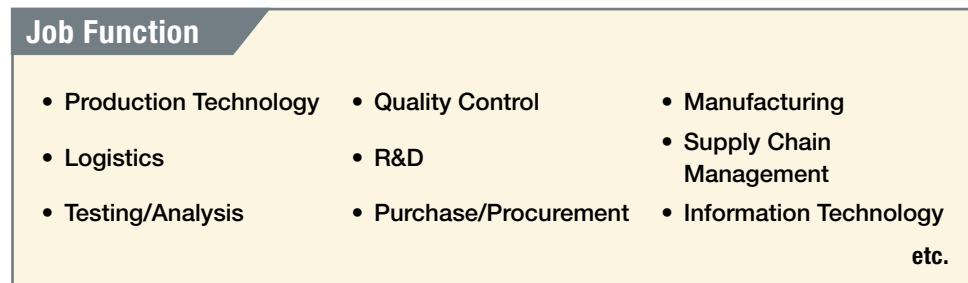 Job Function
• Production Technology • Quality Control • Manufacturing
• Logistics • R&D • Supply Chain
Management
• Testing/Analysis • Purchase/Procurement • Information Technology
etc.